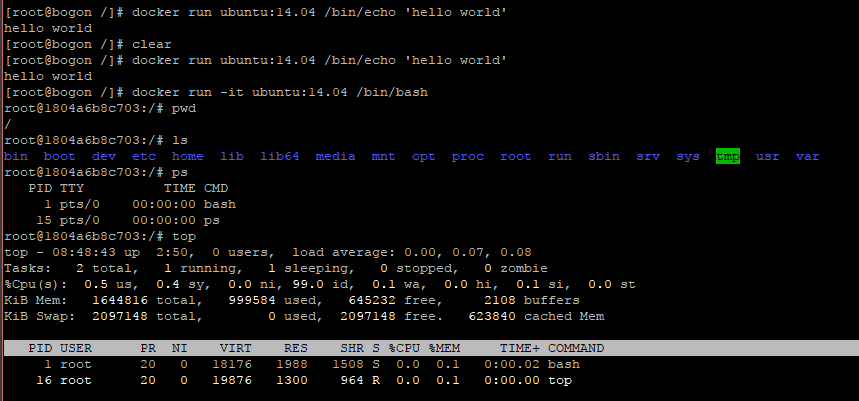 [root@bogon /]# docker run ubuntu:14.04 /bin/echo 'hello world'
hello world
[root@bogon /]# clear
[root@bogon /]# docker run ubuntu:14.04 /bin/echo 'hello world'
hello world
[root@bogon /]# docker run -it ubuntu:14.04 /bin/bash
root@1804a6b8c703:/# pwd
/
root@1804a6b8c703:/# ls
bin  boot  dev  etc  home  lib  lib64  media  mnt  opt  proc  root  run  sbin  srv  sys  tmp  usr  var
root@1804a6b8c703:/# ps
   PID TTY          TIME CMD
     1 pts/0    00:00:00 bash
    15 pts/0    00:00:00 ps
root@1804a6b8c703:/# top
top - 08:48:43 up  2:50,  0 users,  load average: 0.00, 0.07, 0.08
Tasks:   2 total,   1 running,   1 sleeping,   0 stopped,   0 zombie
%Cpu(s):  0.5 us,  0.4 sy,  0.0 ni, 99.0 id,  0.1 wa,  0.0 hi,  0.1 si,  0.0 st
KiB Mem:   1644816 total,   999584 used,   645232 free,     2108 buffers
KiB Swap:  2097148 total,        0 used,  2097148 free.   623840 cached Mem
   PID USER      PR  NI    VIRT    RES    SHR S %CPU %MEM     TIME+ COMMAND
     1 root      20   0   18176   1988   1508 S  0.0  0.1   0:00.02 bash
    16 root      20   0   19876   1300    964 R  0.0  0.1   0:00.00 top